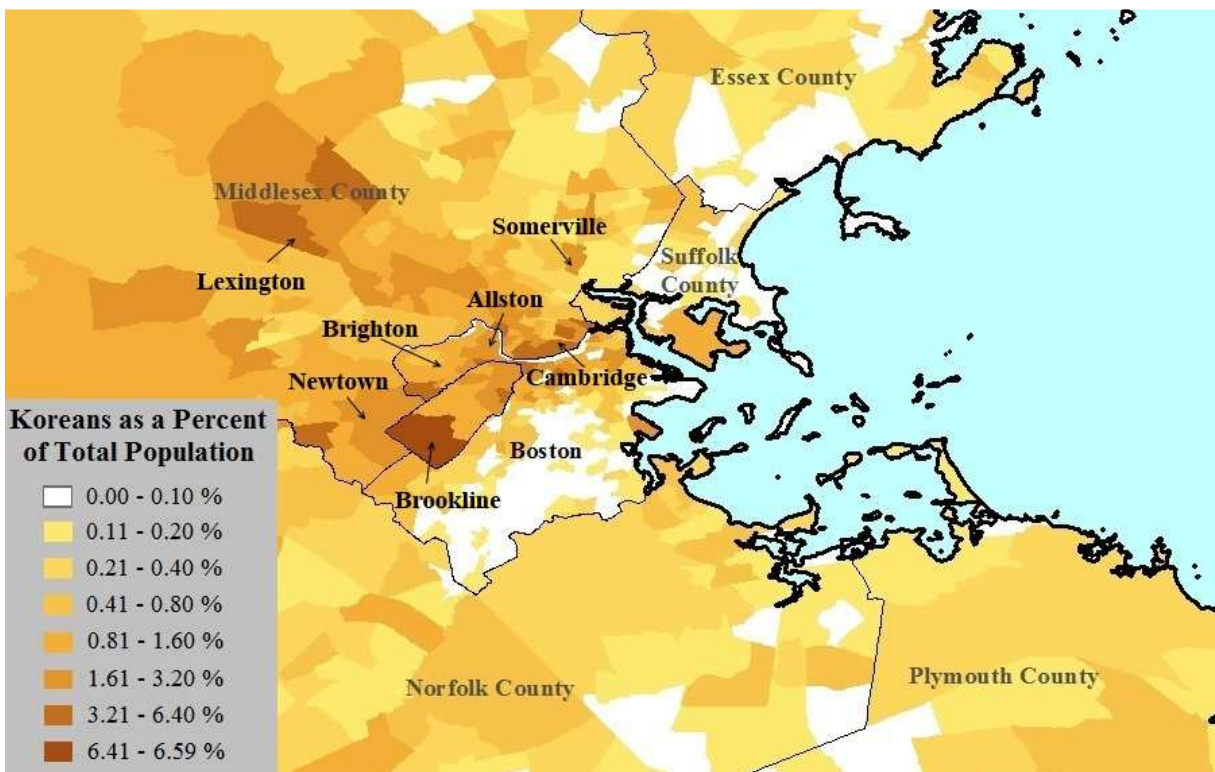 Essex County
Middlesex County
Somerville
Suffolk
County
Lexington
Allston
Brighton
Cambridge
Newtown
Boston
Brookline
Norfolk County
Plymouth County
Koreans as a Percent
of Total Population
0.00 - 0.10 %
0.11 - 0.20 %
0.21 - 0.40 %
0.41 - 0.80 %
0.81 - 1.60 %
1.61 - 3.20 %
3.21 - 6.40 %
6.41 - 6.59 %